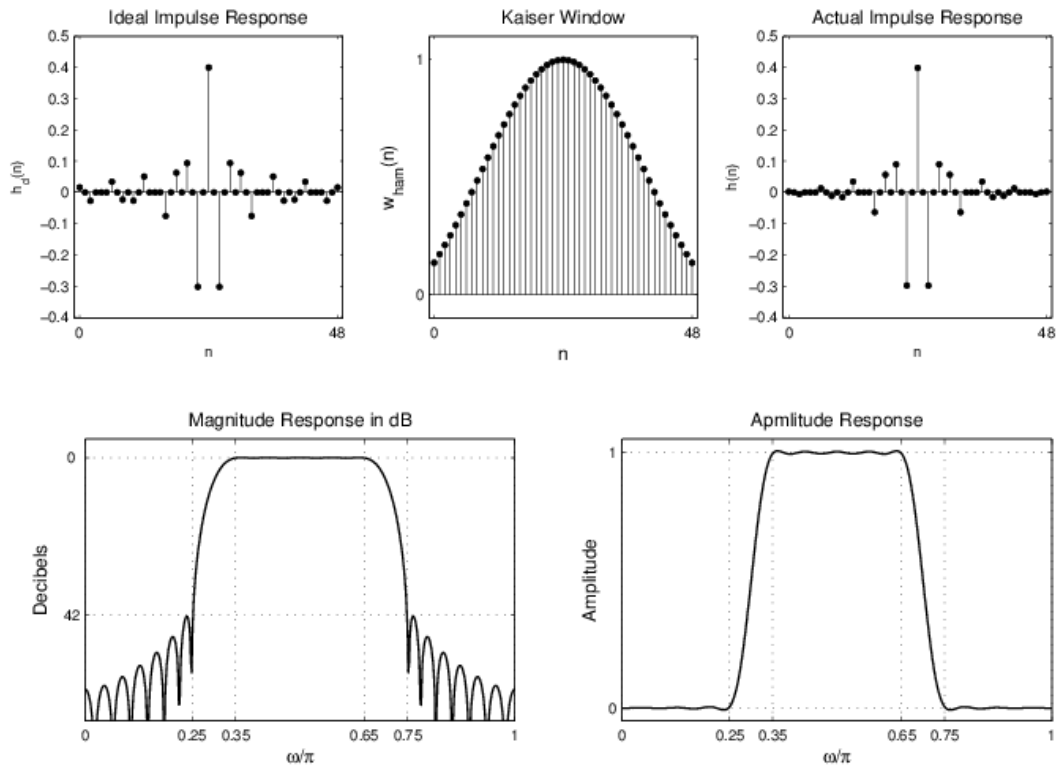 Ideal Impulse Response
0.5
0.4
0.3
0.2
0.1
0
−0.1
−0.2
−0.3
−0.4
h_d(n)
0
48
n
Kaiser Window
1
0
w_ham(n)
0
48
n
Actual Impulse Response
0.5
0.4
0.3
0.2
0.1
0
−0.1
−0.2
−0.3
−0.4
h(n)
0
48
n
Magnitude Response in dB
0
42
Decibels
0
0.25
0.35
0.65
0.75
1
ω/π
Apmlitude Response
1
0
Amplitude
0
0.25
0.35
0.65
0.75
1
ω/π